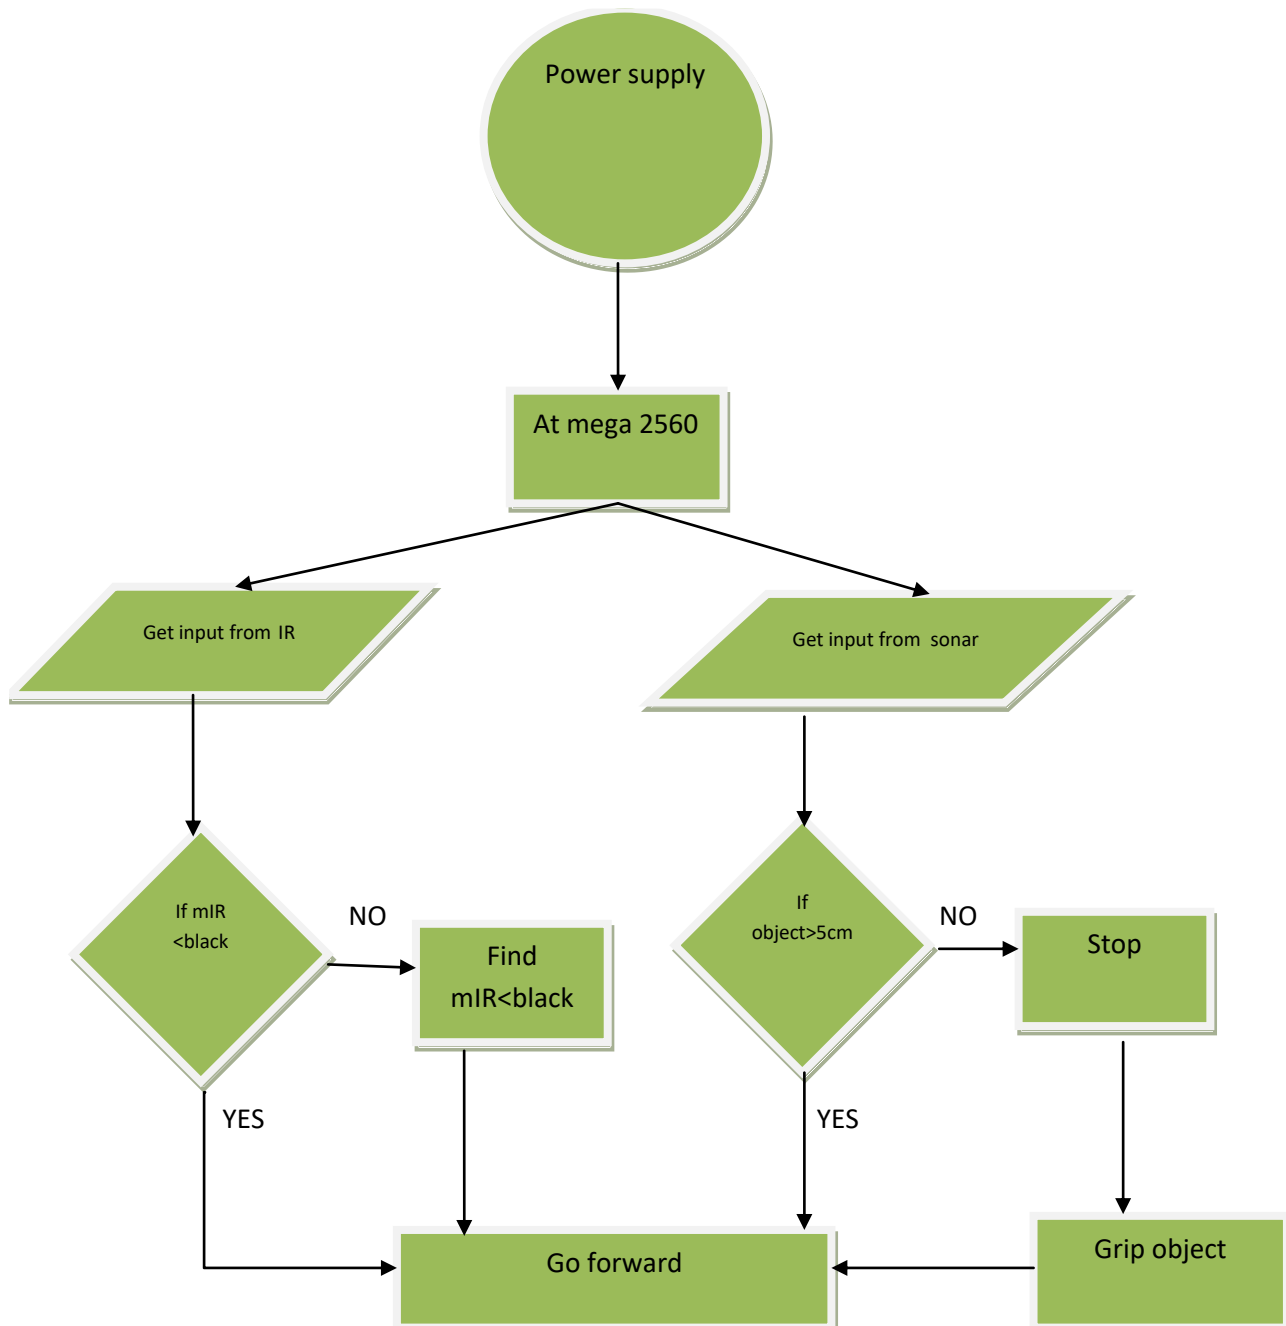 Power supply
At mega 2560
Get input from IR
Get input from sonar
If mIR
<black
NO
Find
mIR<black
YES
If
object>5cm
NO
Stop
YES
Go forward
Grip object